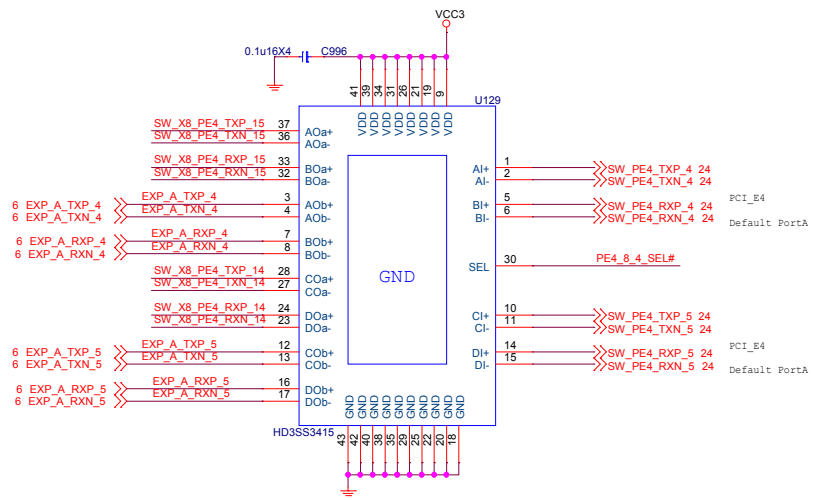 VCC3
0.1u16X4 C996
41 39 34 31 26 21 19 9
U129
VDD VDD VDD VDD VDD VDD VDD VDD
SW_X8_PE4_TXP_15 37 AOa+
SW_X8_PE4_TXN_15 36 AOa-
SW_X8_PE4_RXP_15 33 BOa+
SW_X8_PE4_RXN_15 32 BOa-
AI+ 1 SW_PE4_TXP_4 24
AI- 2 SW_PE4_TXN_4 24
6 EXP_A_TXP_4 EXP_A_TXP_4 3 AOb+
6 EXP_A_TXN_4 EXP_A_TXN_4 4 AOb-
BI+ 5 SW_PE4_RXP_4 24
BI- 6 SW_PE4_RXN_4 24
PCI_E4
Default PortA
6 EXP_A_RXP_4 EXP_A_RXP_4 7 BOb+
6 EXP_A_RXN_4 EXP_A_RXN_4 8 BOb-
SEL 30 PE4_8_4_SEL#
GND
SW_X8_PE4_TXP_14 28 COa+
SW_X8_PE4_TXN_14 27 COa-
SW_X8_PE4_RXP_14 24 DOa+
SW_X8_PE4_RXN_14 23 DOa-
CI+ 10 SW_PE4_TXP_5 24
CI- 11 SW_PE4_TXN_5 24
6 EXP_A_TXP_5 EXP_A_TXP_5 12 COb+
6 EXP_A_TXN_5 EXP_A_TXN_5 13 COb-
DI+ 14 SW_PE4_RXP_5 24
DI- 15 SW_PE4_RXN_5 24
PCI_E4
Default PortA
6 EXP_A_RXP_5 EXP_A_RXP_5 16 DOb+
6 EXP_A_RXN_5 EXP_A_RXN_5 17 DOb-
GND GND GND GND GND GND GND GND GND GND
HD3SS3415
43 42 40 38 35 29 25 22 20 18